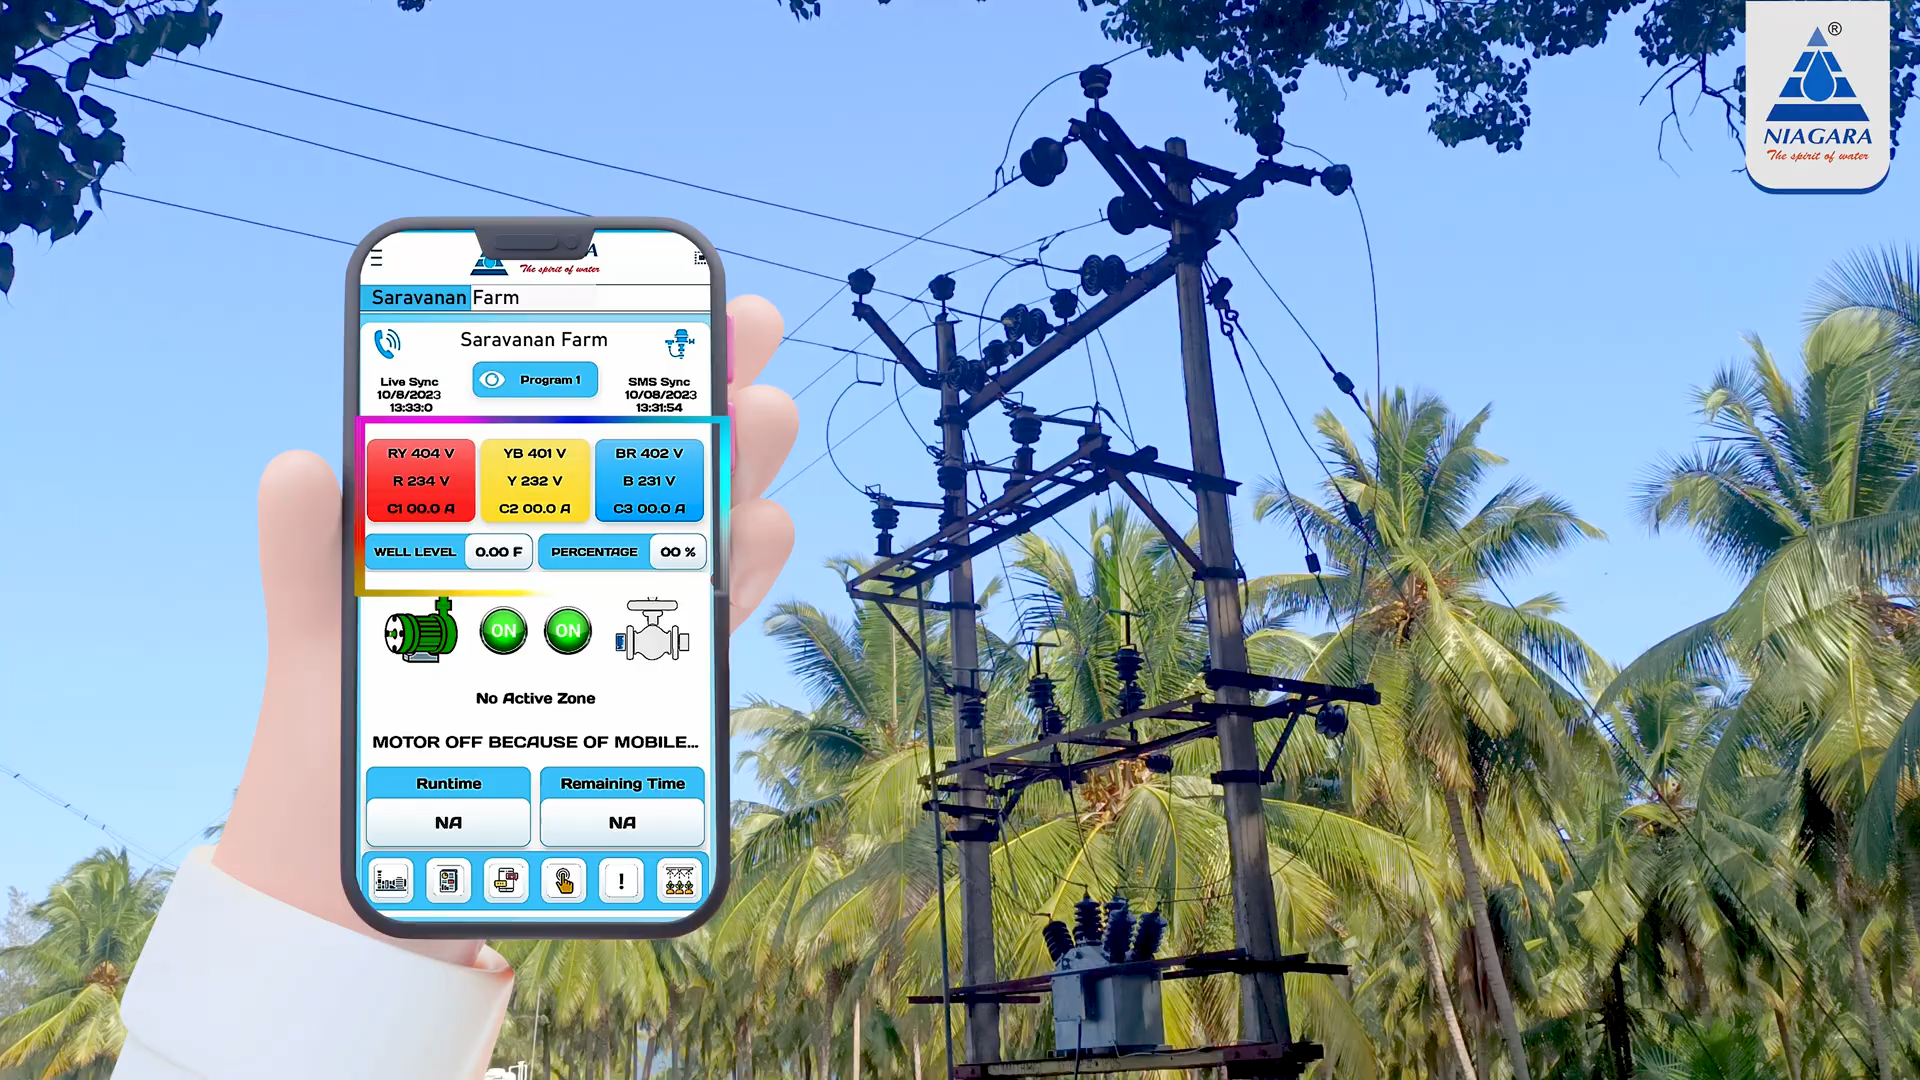 ®
NIAGARA
The spirit of water
A
The spirit of water
Saravanan Farm
Saravanan Farm
Live Sync
10/8/2023
13:33:0
Program 1
SMS Sync
10/08/2023
13:31:54
RY 404 V
R 234 V
C1 00.0 A
YB 401 V
Y 232 V
C2 00.0 A
BR 402 V
B 231 V
C3 00.0 A
WELL LEVEL 0.00 F
PERCENTAGE 00 %
ON ON
No Active Zone
MOTOR OFF BECAUSE OF MOBILE...
Runtime
NA
Remaining Time
NA
!